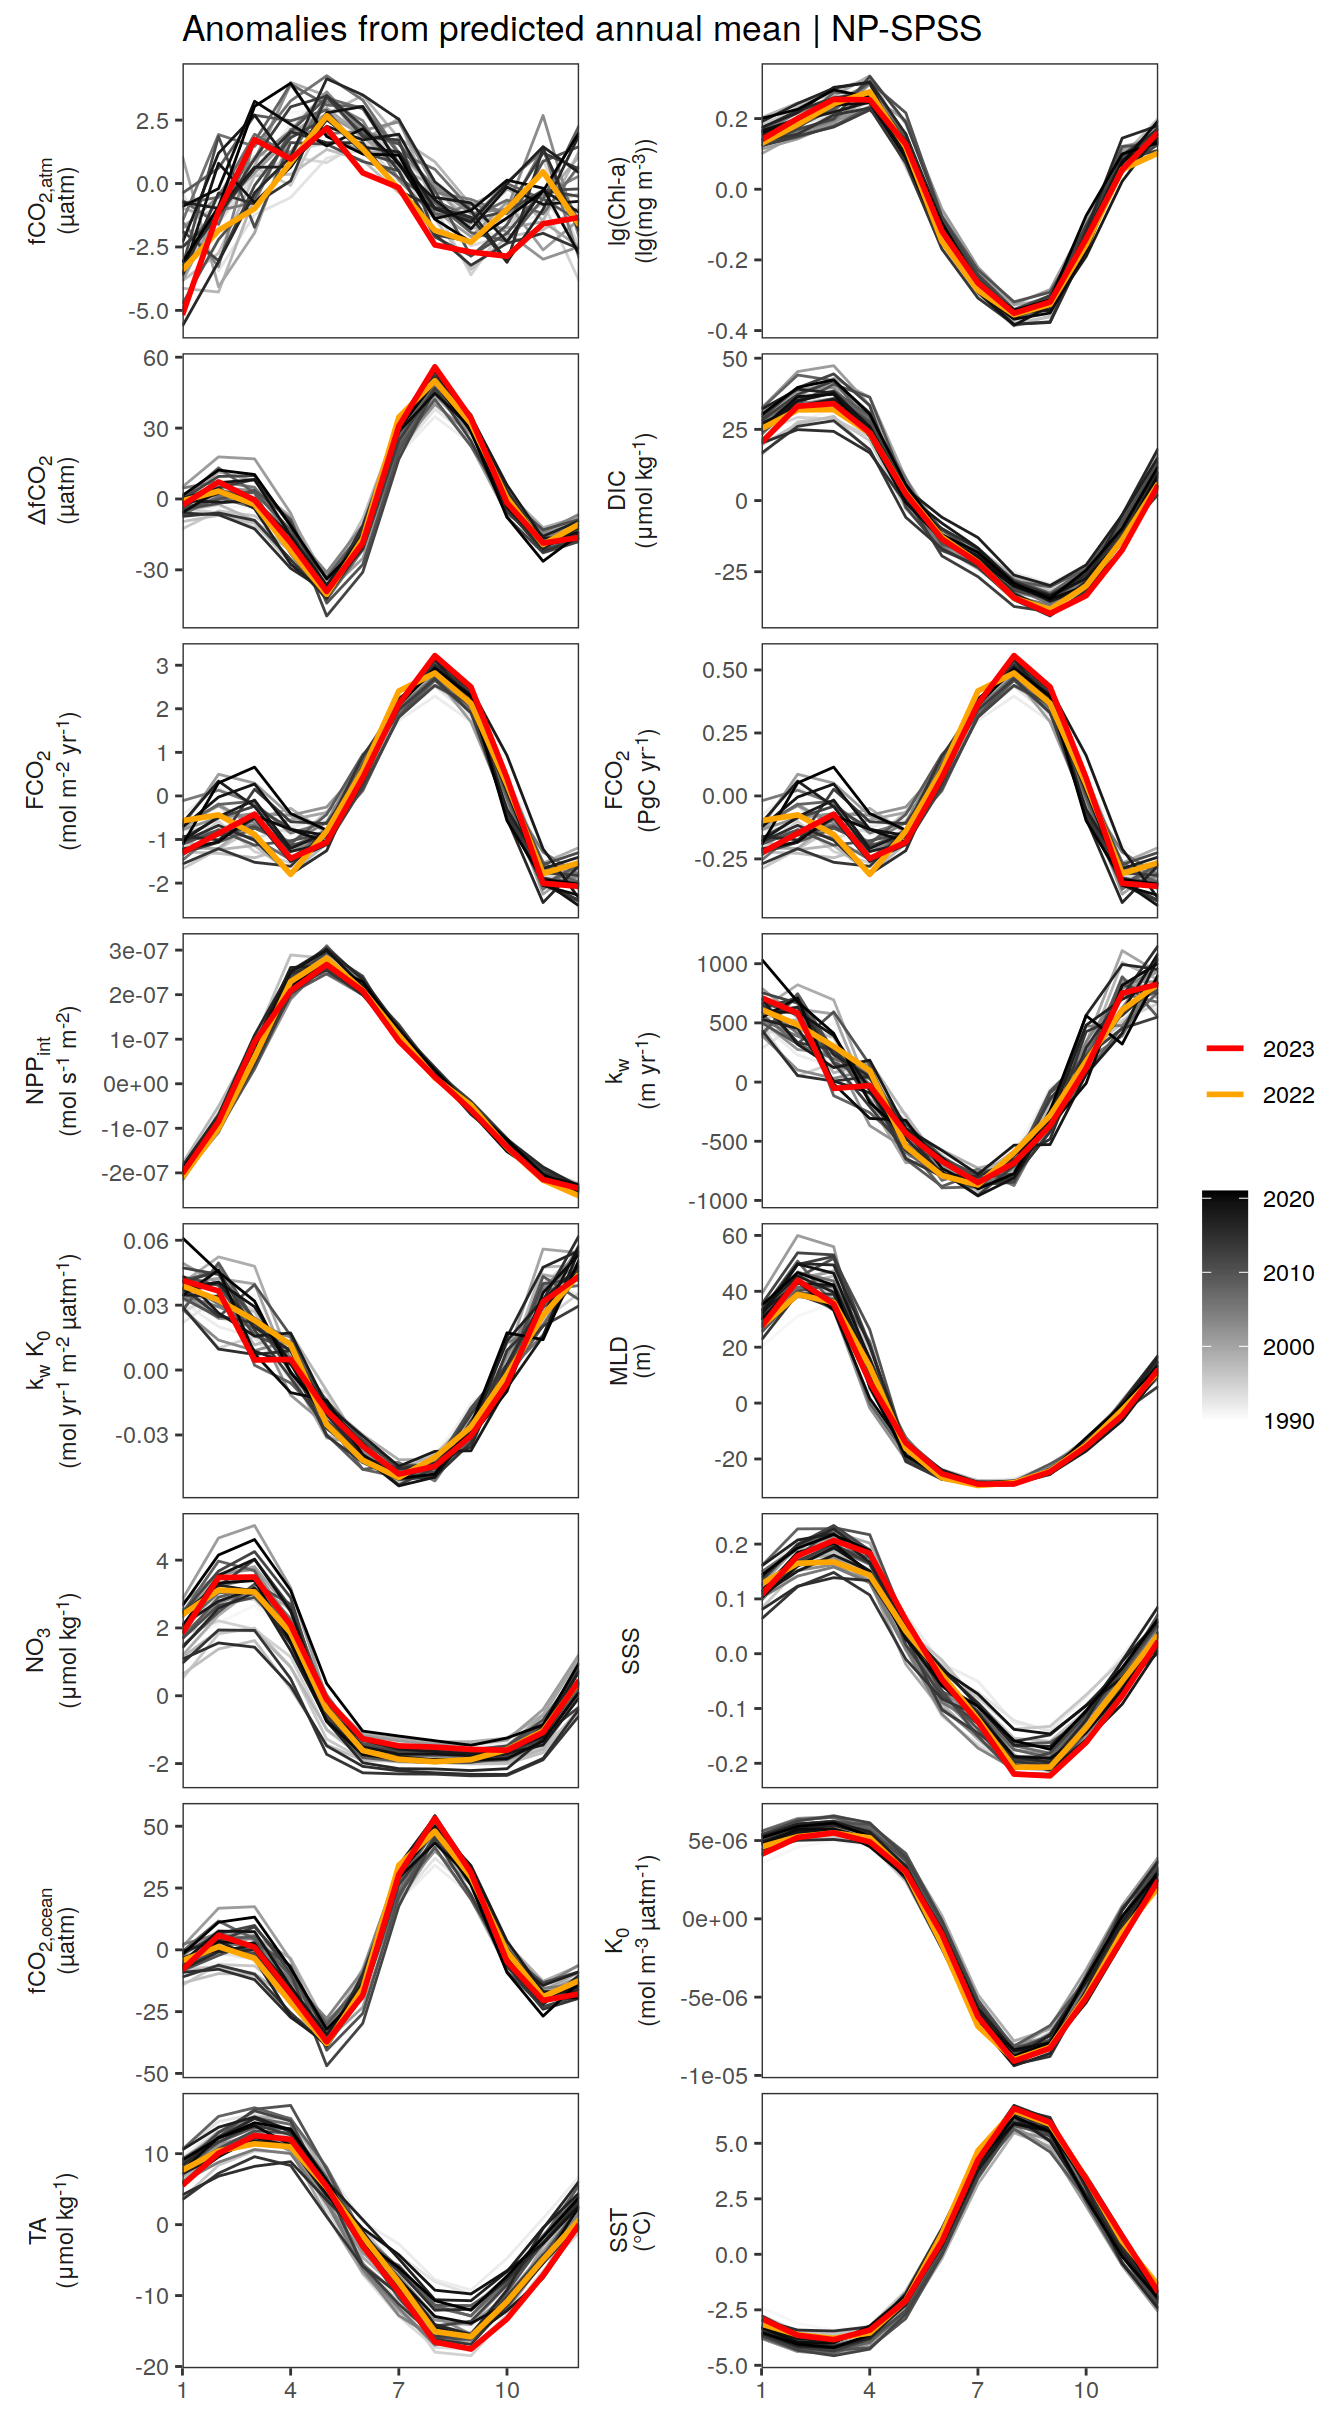 Anomalies from predicted annual mean | NP-SPSS
fCO2,atm
(µatm)
2.5
0.0
-2.5
-5.0
lg(Chl-a)
(lg(mg m-3))
0.2
0.0
-0.2
-0.4
ΔfCO2
(µatm)
60
30
0
-30
DIC
(µmol kg-1)
50
25
0
-25
FCO2
(mol m-2 yr-1)
3
2
1
0
-1
-2
FCO2
(PgC yr-1)
0.50
0.25
0.00
-0.25
NPPint
(mol s-1 m-2)
3e-07
2e-07
1e-07
0e+00
-1e-07
-2e-07
kw
(m yr-1)
1000
500
0
-500
-1000
kw K0
(mol yr-1 m-2 µatm-1)
0.06
0.03
0.00
-0.03
MLD
(m)
60
40
20
0
-20
NO3
(µmol kg-1)
4
2
0
-2
SSS
0.2
0.1
0.0
-0.1
-0.2
fCO2,ocean
(µatm)
50
25
0
-25
-50
K0
(mol m-3 µatm-1)
5e-06
0e+00
-5e-06
-1e-05
TA
(µmol kg-1)
10
0
-10
-20
SST
(°C)
5.0
2.5
0.0
-2.5
-5.0
1 4 7 10
1 4 7 10
2023
2022
2020
2010
2000
1990